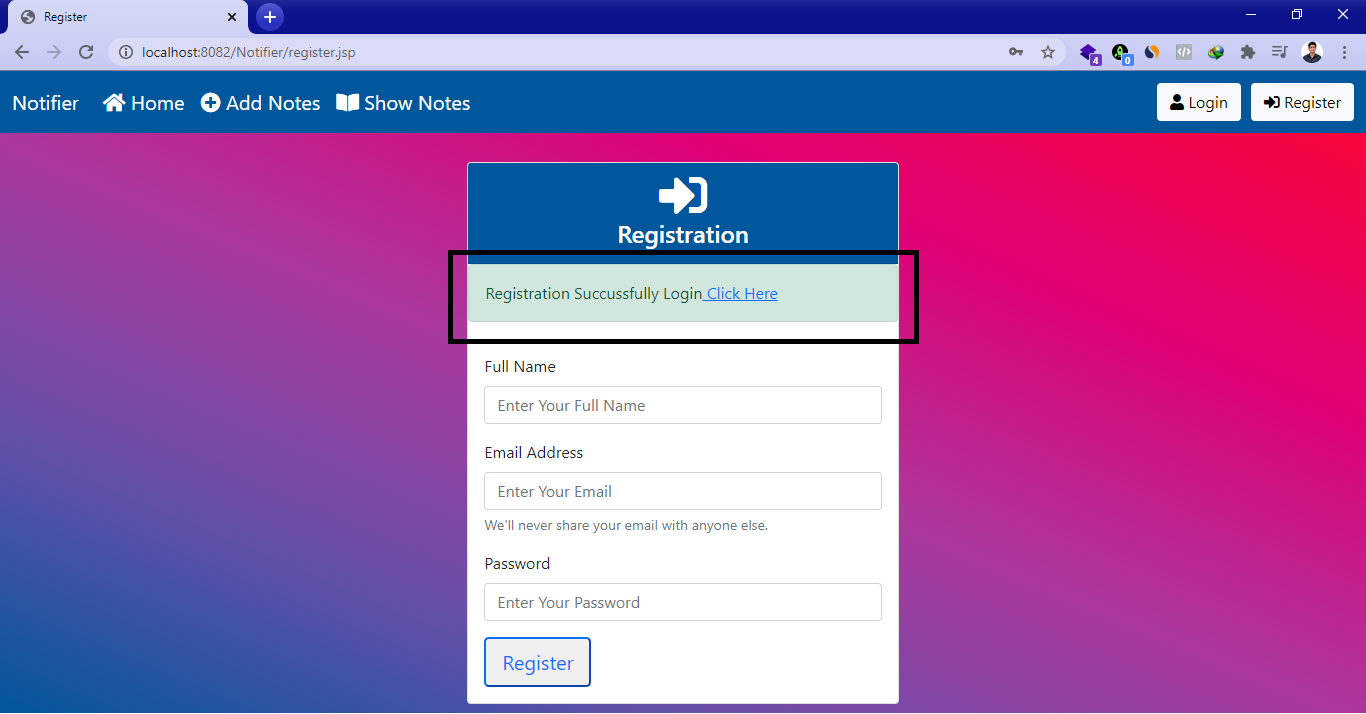 Register
localhost:8082/Notifier/register.jsp
4
0
Notifier Home Add Notes Show Notes Login Register
Registration
Registration Succussfully Login Click Here
Full Name
Enter Your Full Name
Email Address
Enter Your Email
We'll never share your email with anyone else.
Password
Enter Your Password
Register